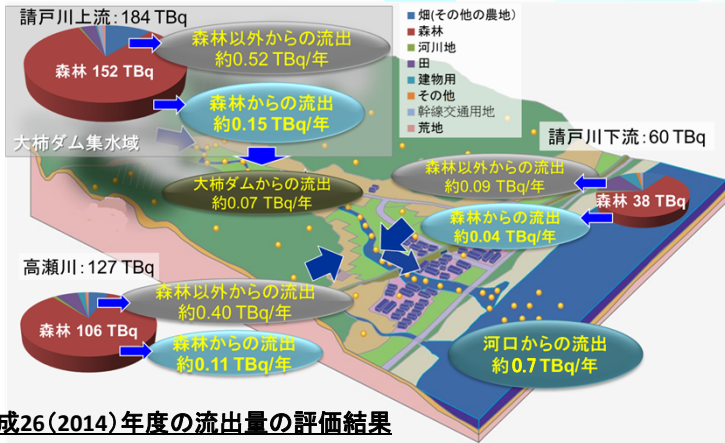 請戸川上流：184 TBq
森林 152 TBq
森林以外からの流出
約0.52 TBq/年
森林からの流出
約0.15 TBq/年
大柿ダム集水域
大柿ダムからの流出
約0.07 TBq/年
畑(その他の農地)
森林
河川地
田
建物用
その他
幹線交通用地
荒地
請戸川下流：60 TBq
森林以外からの流出
約0.09 TBq/年
森林 38 TBq
森林からの流出
約0.04 TBq/年
高瀬川：127 TBq
森林以外からの流出
約0.40 TBq/年
森林 106 TBq
森林からの流出
約0.11 TBq/年
河口からの流出
約0.7 TBq/年
成26(2014)年度の流出量の評価結果